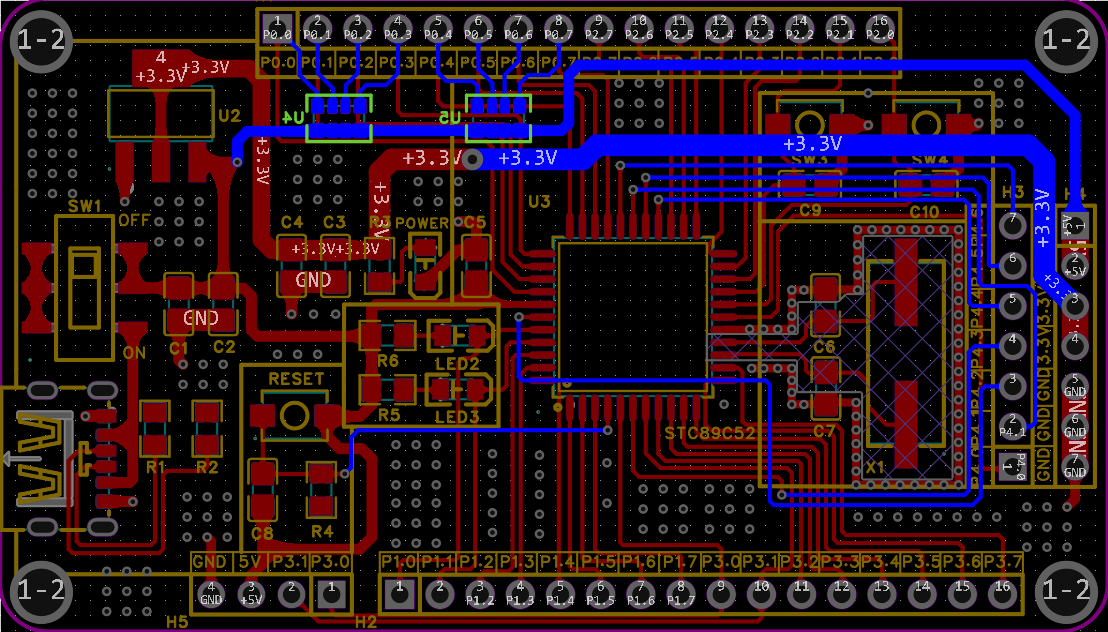 1-2
1 2 3 4 5 6 7 8 9 10 11 12 13 14 15 16
P0.0 P0.1 P0.2 P0.3 P0.4 P0.5 P0.6 P0.7 P2.7 P2.6 P2.5 P2.4 P2.3 P2.2 P2.1 P2.0
1-2
P0.0 P0.1 P0.2 P0.3 P0.4 P0.5 P0.6 P0.7
4
+3.3V
+3.3V
U2
U4
U5
+3.3V
+3.3V
+3.3V
+3.3V
+3.3V
SW3
SW4
SW1
OFF
ON
U3
C9
C10
H3
H4
C4
C3
R3
POWER
C5
+3.3V
+3.3V
GND
GND
C1
C2
+3.3V
+5V
1
2
+5V
3
4
5
GND
6
GND
7
GND
7
6
5
4
3
2
P4.1
1
P4.0
GND
GND
GND
3.3V
3.3V
R6
LED2
R5
LED3
RESET
C6
C7
X1
STC89C52
R1
R2
C8
R4
GND 5V P3.1 P3.0
P1.0 P1.1 P1.2 P1.3 P1.4 P1.5 P1.6 P1.7 P3.0 P3.1 P3.2 P3.3 P3.4 P3.5 P3.6 P3.7
1-2
4 3 2 1
GND +5V
1 2 3 4 5 6 7 8 9 10 11 12 13 14 15 16
P1.2 P1.3 P1.4 P1.5 P1.6 P1.7
1-2
H5
H2